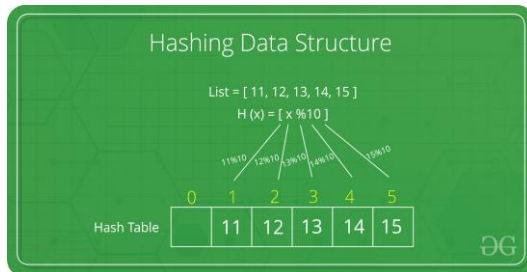 Hashing Data Structure
List = [ 11, 12, 13, 14, 15 ]
H (x) = [ x %10 ]
11%10 12%10 13%10 14%10 15%10
0 1 2 3 4 5
Hash Table 11 12 13 14 15